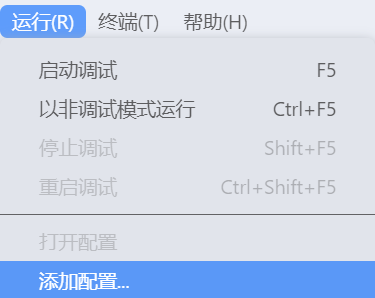 运行(R) 终端(T) 帮助(H)
启动调试 F5
以非调试模式运行 Ctrl+F5
停止调试 Shift+F5
重启调试 Ctrl+Shift+F5
打开配置
添加配置...